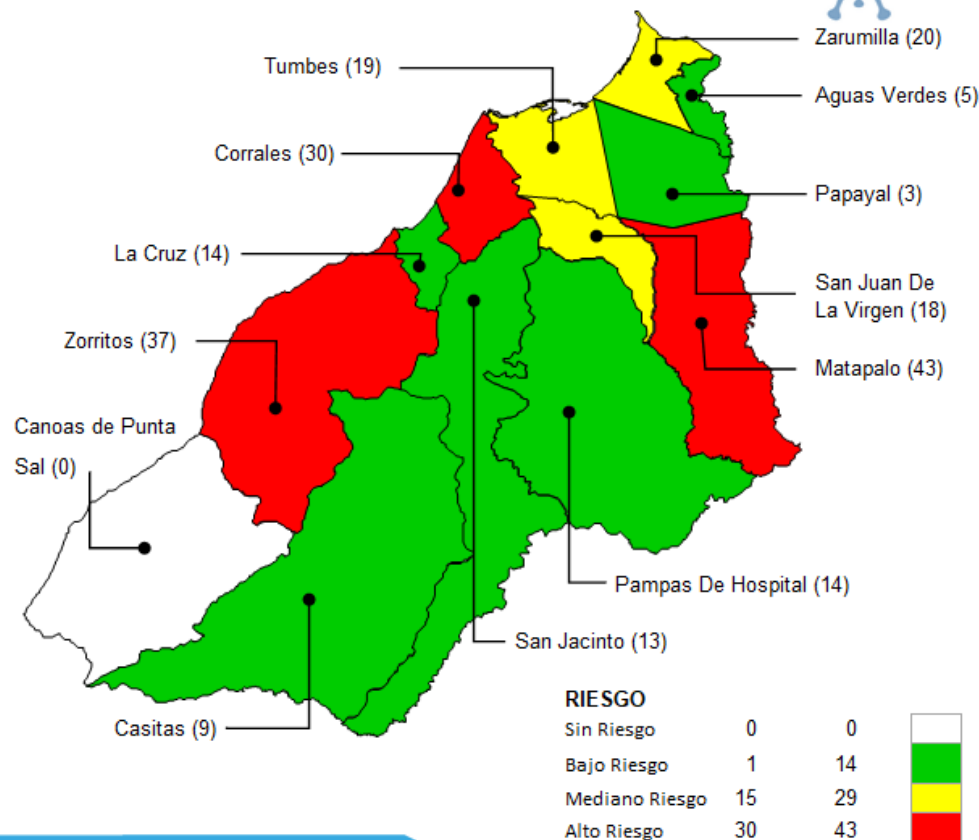 Zarumilla (20)
Tumbes (19)
Aguas Verdes (5)
Corrales (30)
Papayal (3)
La Cruz (14)
San Juan De
La Virgen (18)
Zorritos (37)
Matapalo (43)
Canoas de Punta
Sal (0)
Pampas De Hospital (14)
San Jacinto (13)
Casitas (9)
RIESGO
Sin Riesgo 0 0
Bajo Riesgo 1 14
Mediano Riesgo 15 29
Alto Riesgo 30 43